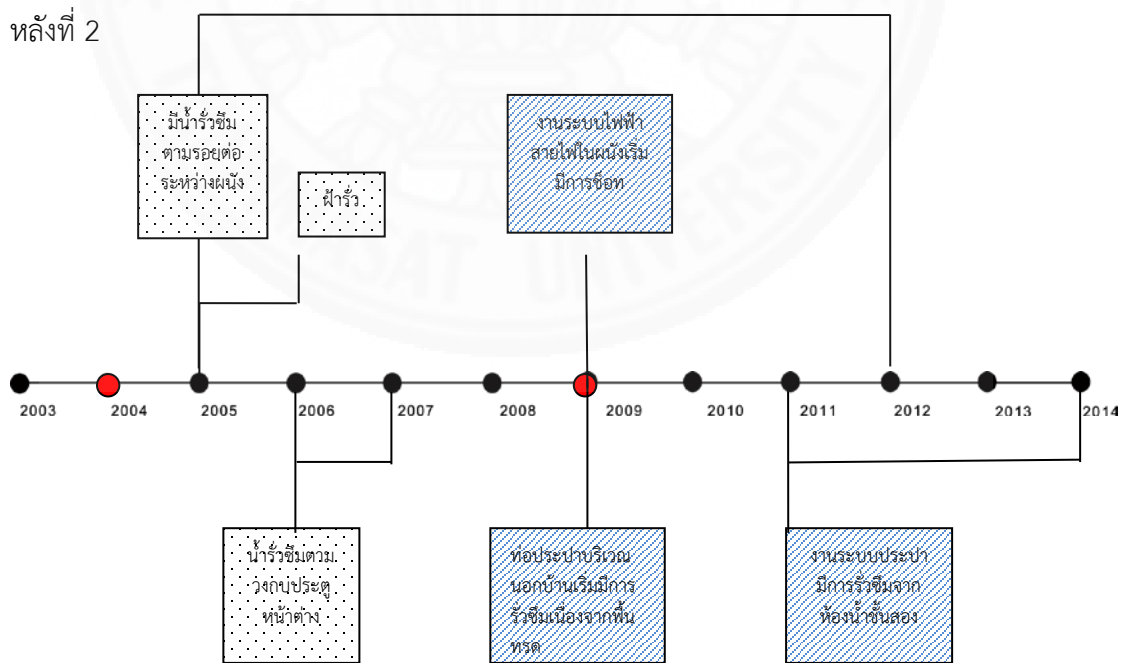 หลังที่ 2
มีน้ำรั่วซึม
ตามรอยต่อ
ระหว่างผนัง
ฝ้ารั่ว
งานระบบไฟฟ้า
สายไฟในผนังเริ่ม
มีการช็อท
2003
2004
2005
2006
2007
2008
2009
2010
2011
2012
2013
2014
น้ำรั่วซึมตวม
วงกบประตู
หน้าต่าง
ท่อประปาบริเวณ
นอกบ้านเริ่มมีการ
รั่วซึมเนื่องจากพื้น
ทรด
งานระบบประปา
มีการรั่วซึมจาก
ห้องน้ำชั้นสอง
SAT UNIVERSITY